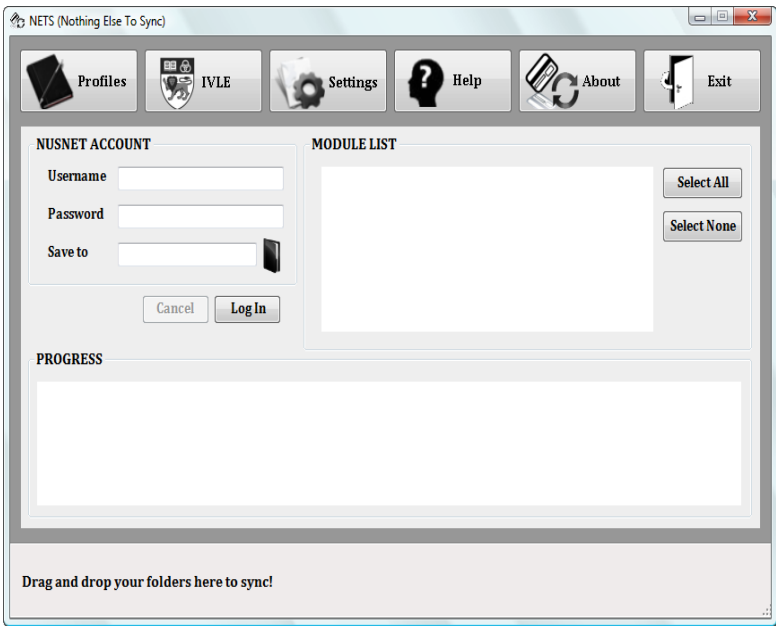 NETS (Nothing Else To Sync)
Profiles
IVLE
Settings
Help
About
Exit
NUSNET ACCOUNT
Username
Password
Save to
Cancel
Log In
MODULE LIST
Select All
Select None
PROGRESS
Drag and drop your folders here to sync!